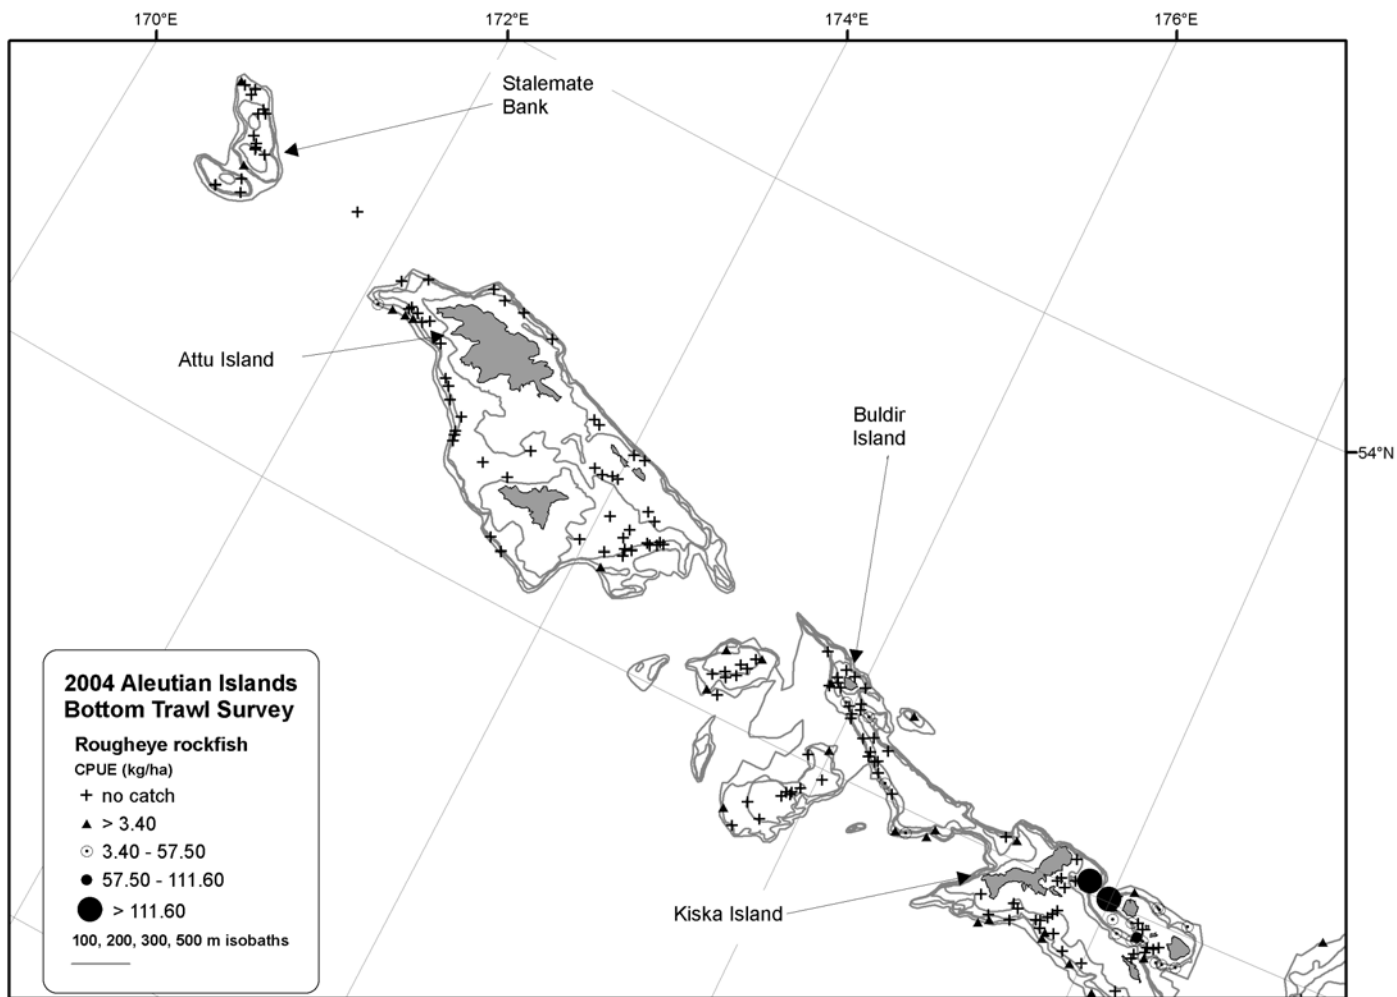 170°E
172°E
174°E
176°E
Stalemate
Bank
Attu Island
Buldir
Island
54°N
Kiska Island
2004 Aleutian Islands
Bottom Trawl Survey
Rougheye rockfish
CPUE (kg/ha)
no catch
> 3.40
3.40 - 57.50
57.50 - 111.60
> 111.60
100, 200, 300, 500 m isobaths